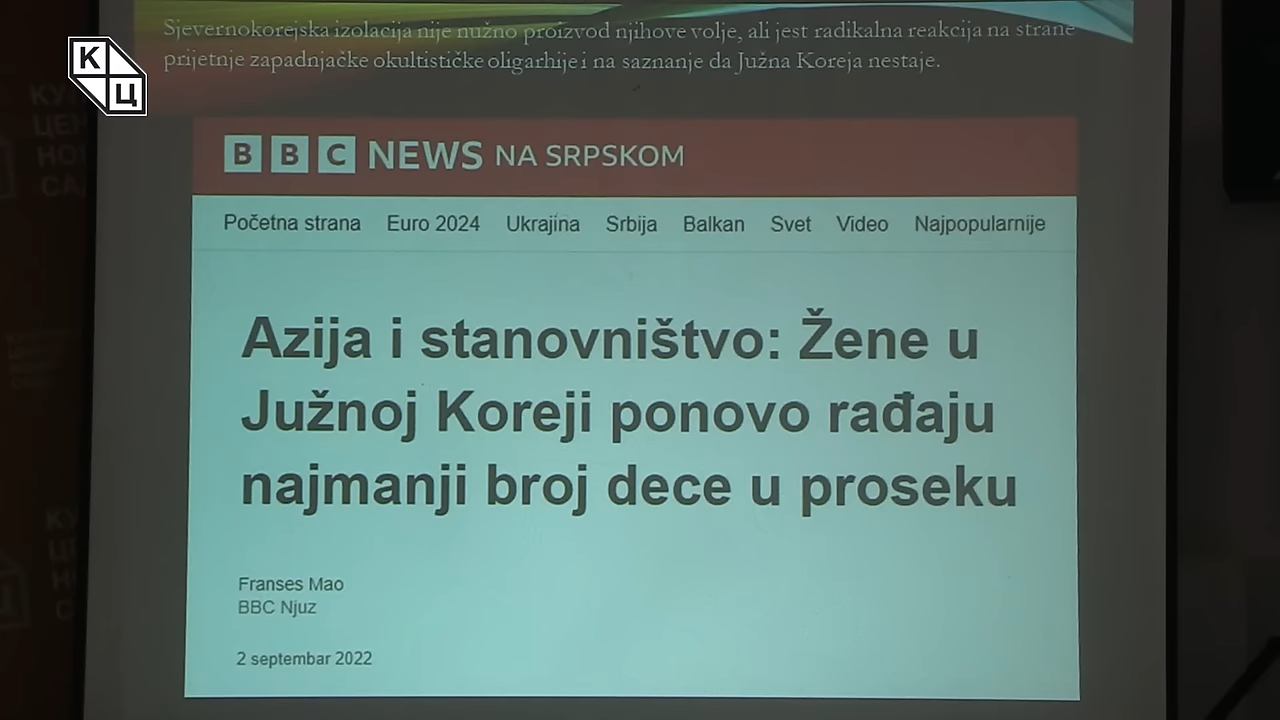 Sjevernokorejska izolacija nije nužno proizvod njihove volje, ali jest radikalna reakcija na strane
prijetnje zapadnjačke okultističke oligarhije i na saznanje da Južna Koreja nestaje.
К
Ц
BBC NEWS NA SRPSKOM
Početna strana Euro 2024 Ukrajina Srbija Balkan Svet Video Najpopularnije
Azija i stanovništvo: Žene u
Južnoj Koreji ponovo rađaju
najmanji broj dece u proseku
Franses Mao
BBC Njuz
2 septembar 2022